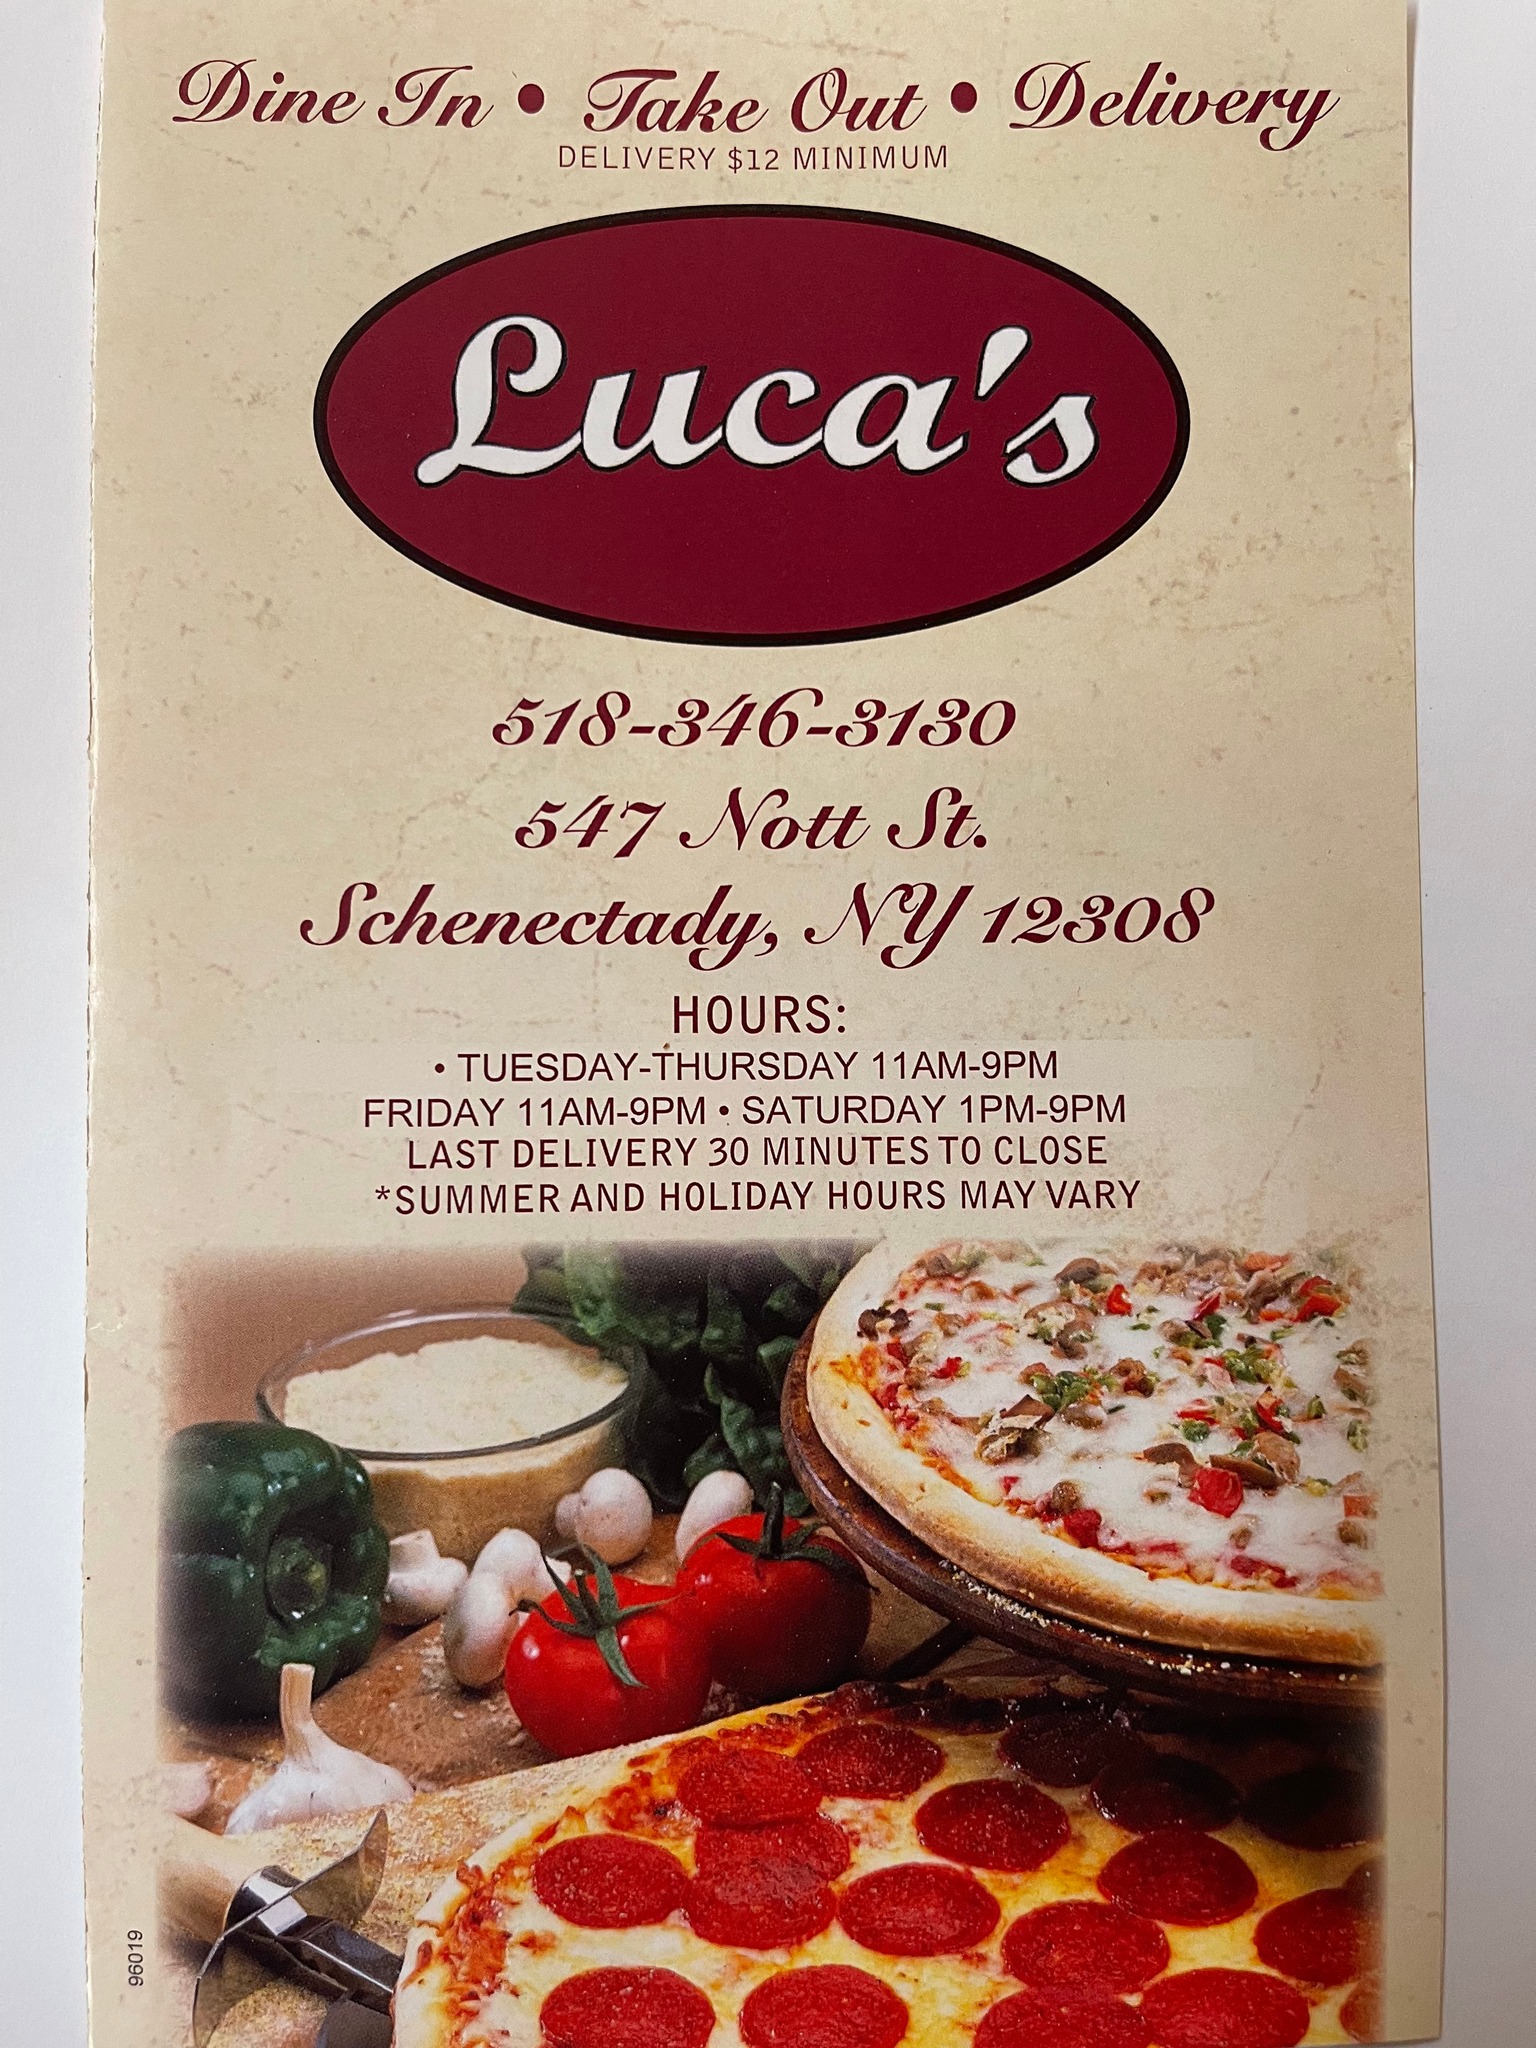 Dine In • Take Out • Delivery
DELIVERY $12 MINIMUM
Luca's
518-346-3130
547 Nott St.
Schenectady, NY 12308
HOURS:
• TUESDAY-THURSDAY 11AM-9PM
FRIDAY 11AM-9PM • SATURDAY 1PM-9PM
LAST DELIVERY 30 MINUTES TO CLOSE
*SUMMER AND HOLIDAY HOURS MAY VARY
96019